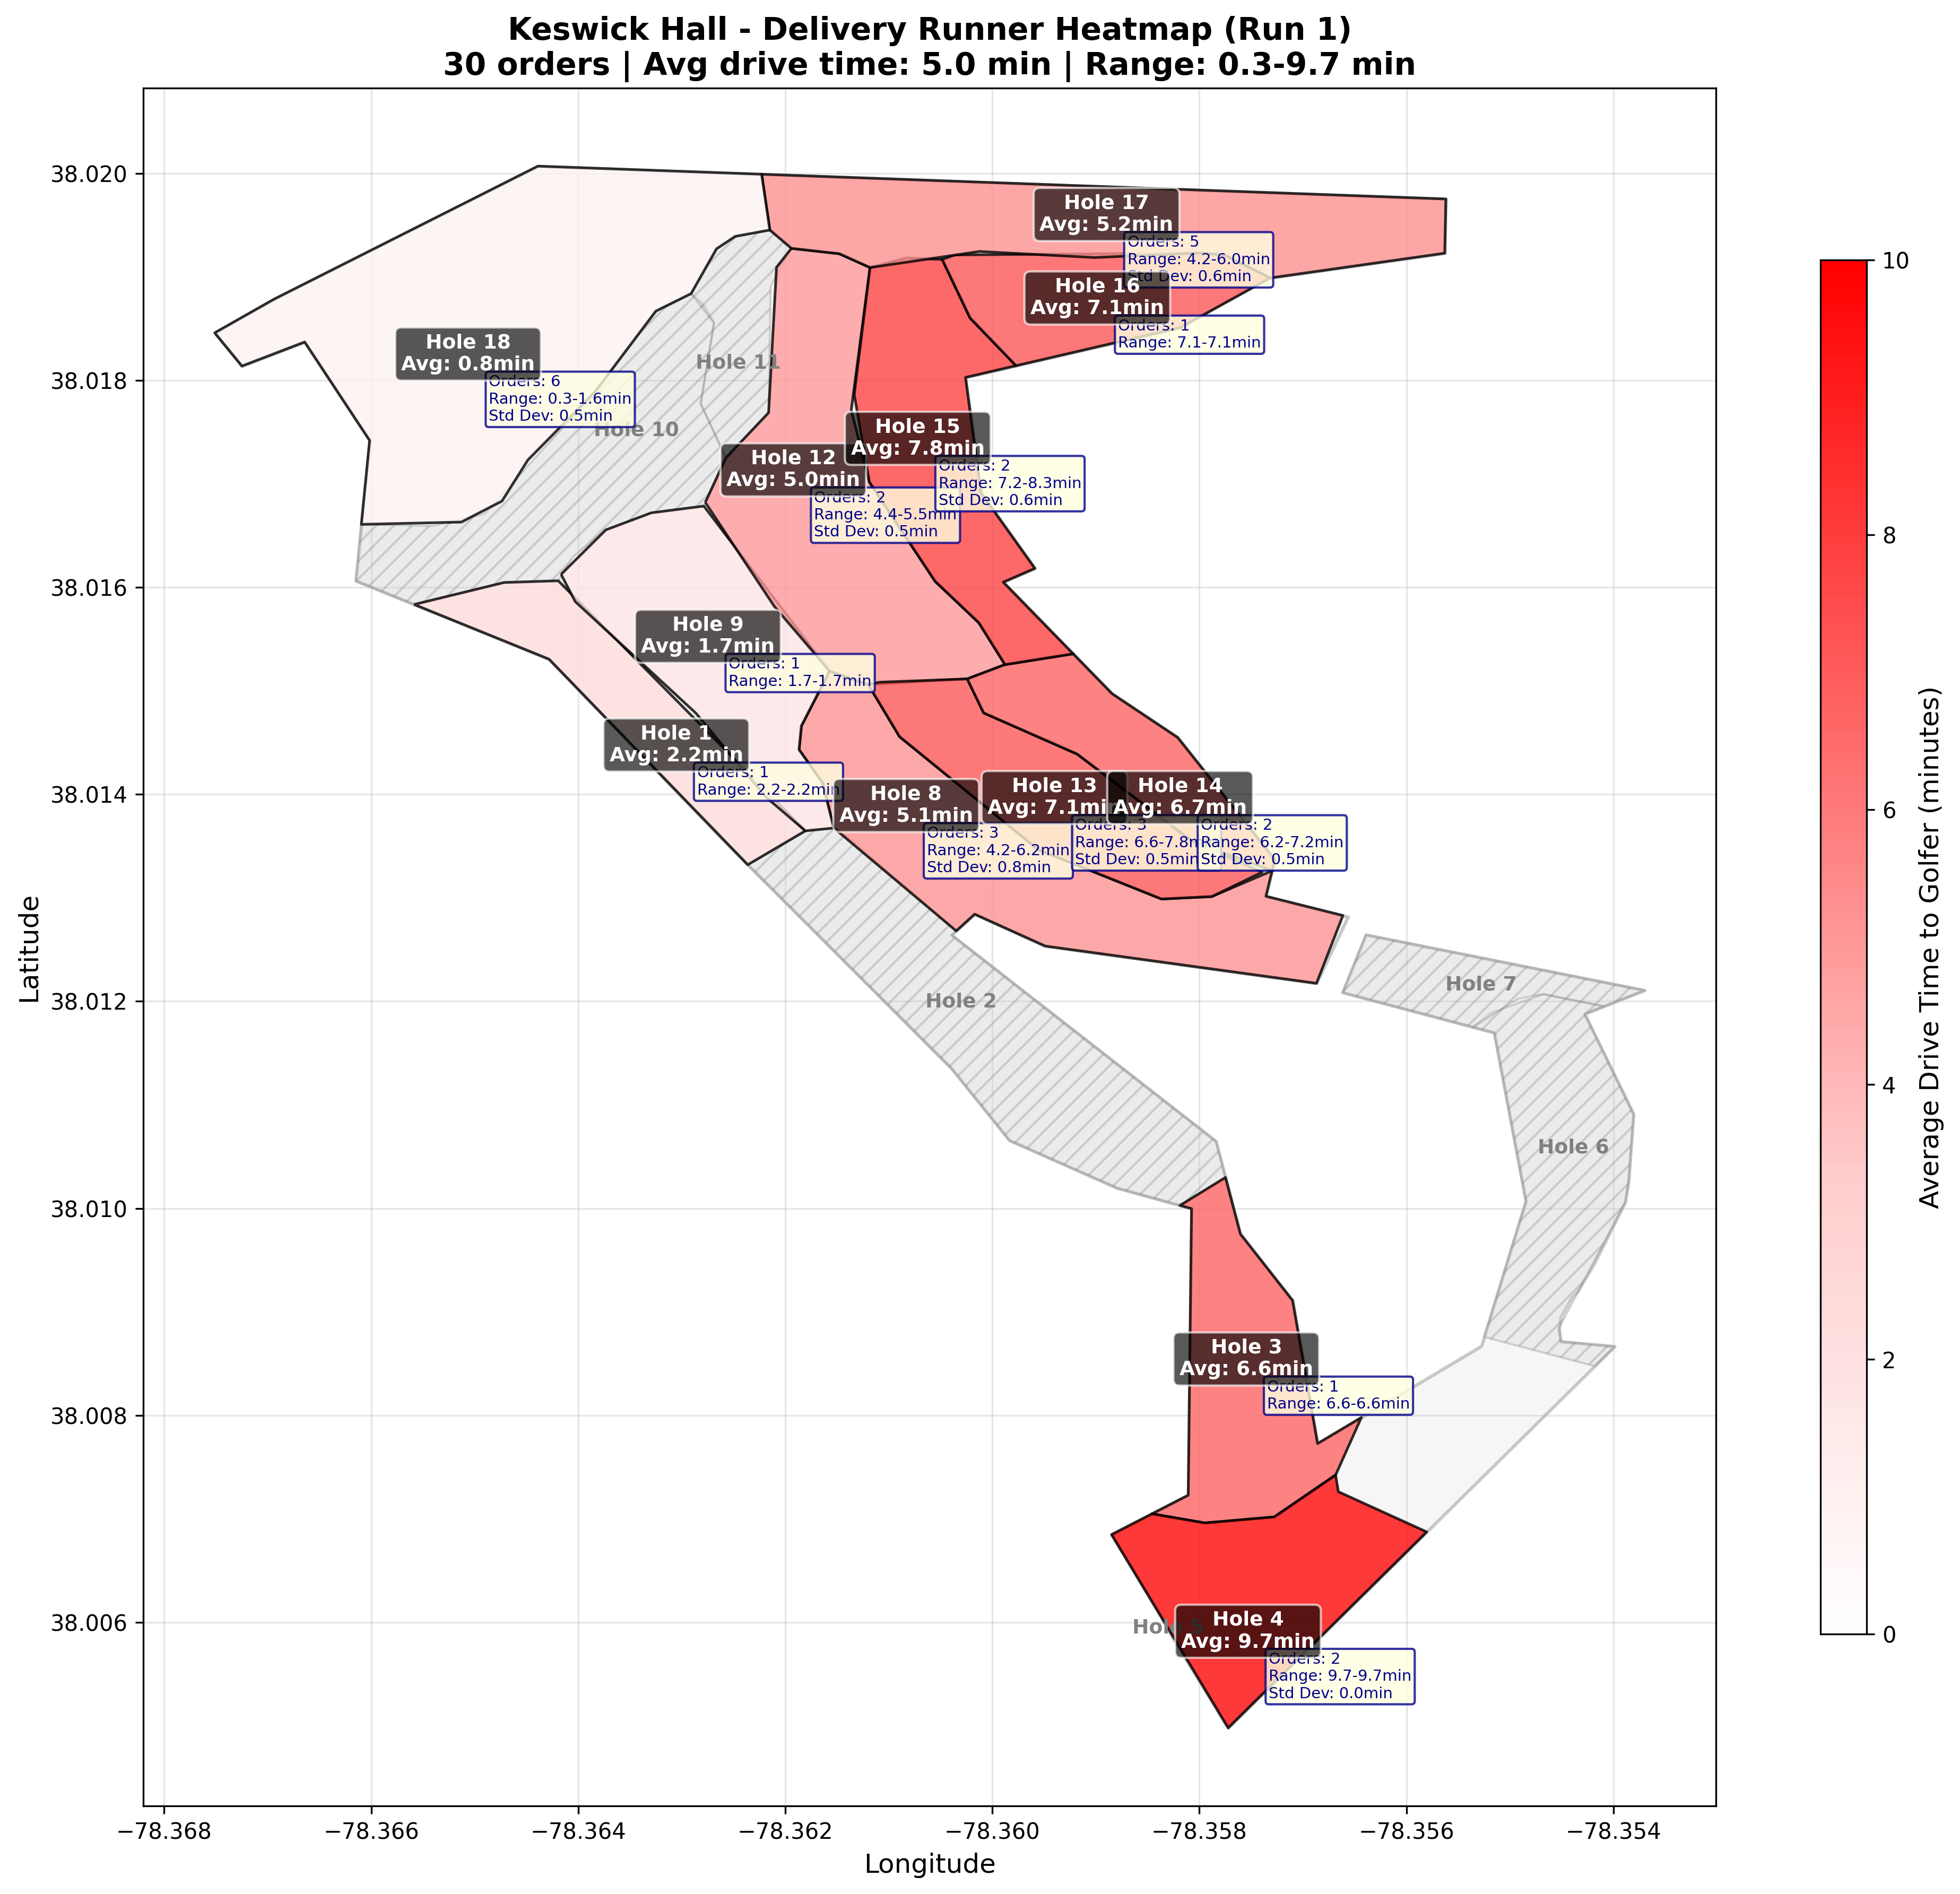 Keswick Hall - Delivery Runner Heatmap (Run 1)
30 orders | Avg drive time: 5.0 min | Range: 0.3-9.7 min
Latitude
38.020
38.018
38.016
38.014
38.012
38.010
38.008
38.006
Hole 17
Avg: 5.2min
Orders: 5
Range: 4.2-6.0min
Std Dev: 0.6min
Hole 16
Avg: 7.1min
Orders: 1
Range: 7.1-7.1min
Hole 18
Avg: 0.8min
Orders: 6
Range: 0.3-1.6min
Std Dev: 0.5min
Hole 11
Hole 10
Hole 15
Avg: 7.8min
Orders: 2
Range: 7.2-8.3min
Std Dev: 0.6min
Hole 12
Avg: 5.0min
Orders: 2
Range: 4.4-5.5min
Std Dev: 0.5min
Hole 9
Avg: 1.7min
Orders: 1
Range: 1.7-1.7min
Hole 1
Avg: 2.2min
Orders: 1
Range: 2.2-2.2min
Hole 8
Avg: 5.1min
Orders: 3
Range: 4.2-6.2min
Std Dev: 0.8min
Hole 13
Avg: 7.1min
Orders: 3
Range: 6.6-7.8m
Std Dev: 0.5min
Hole 14
Avg: 6.7min
Orders: 2
Range: 6.2-7.2min
Std Dev: 0.5min
Hole 2
Hole 7
Hole 6
Hole 3
Avg: 6.6min
Orders: 1
Range: 6.6-6.6min
Hole 5
Hole 4
Avg: 9.7min
Orders: 2
Range: 9.7-9.7min
Std Dev: 0.0min
−78.368
−78.366
−78.364
−78.362
−78.360
−78.358
−78.356
−78.354
Longitude
10
8
6
4
2
0
Average Drive Time to Golfer (minutes)